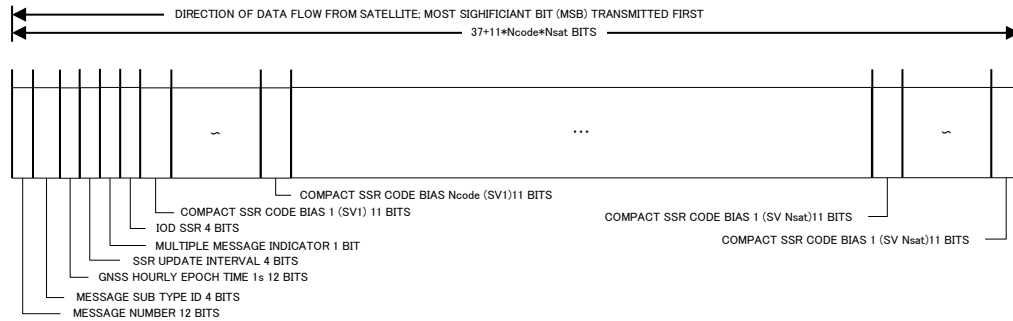 DIRECTION OF DATA FLOW FROM SATELLITE; MOST SIGHIFICIANT BIT (MSB) TRANSMITTED FIRST
37+11*Ncode*Nsat BITS
∽
…
∽
COMPACT SSR CODE BIAS Ncode (SV1)11 BITS
COMPACT SSR CODE BIAS 1 (SV1) 11 BITS
COMPACT SSR CODE BIAS 1 (SV Nsat)11 BITS
IOD SSR 4 BITS
COMPACT SSR CODE BIAS 1 (SV Nsat)11 BITS
MULTIPLE MESSAGE INDICATOR 1 BIT
SSR UPDATE INTERVAL 4 BITS
GNSS HOURLY EPOCH TIME 1s 12 BITS
MESSAGE SUB TYPE ID 4 BITS
MESSAGE NUMBER 12 BITS